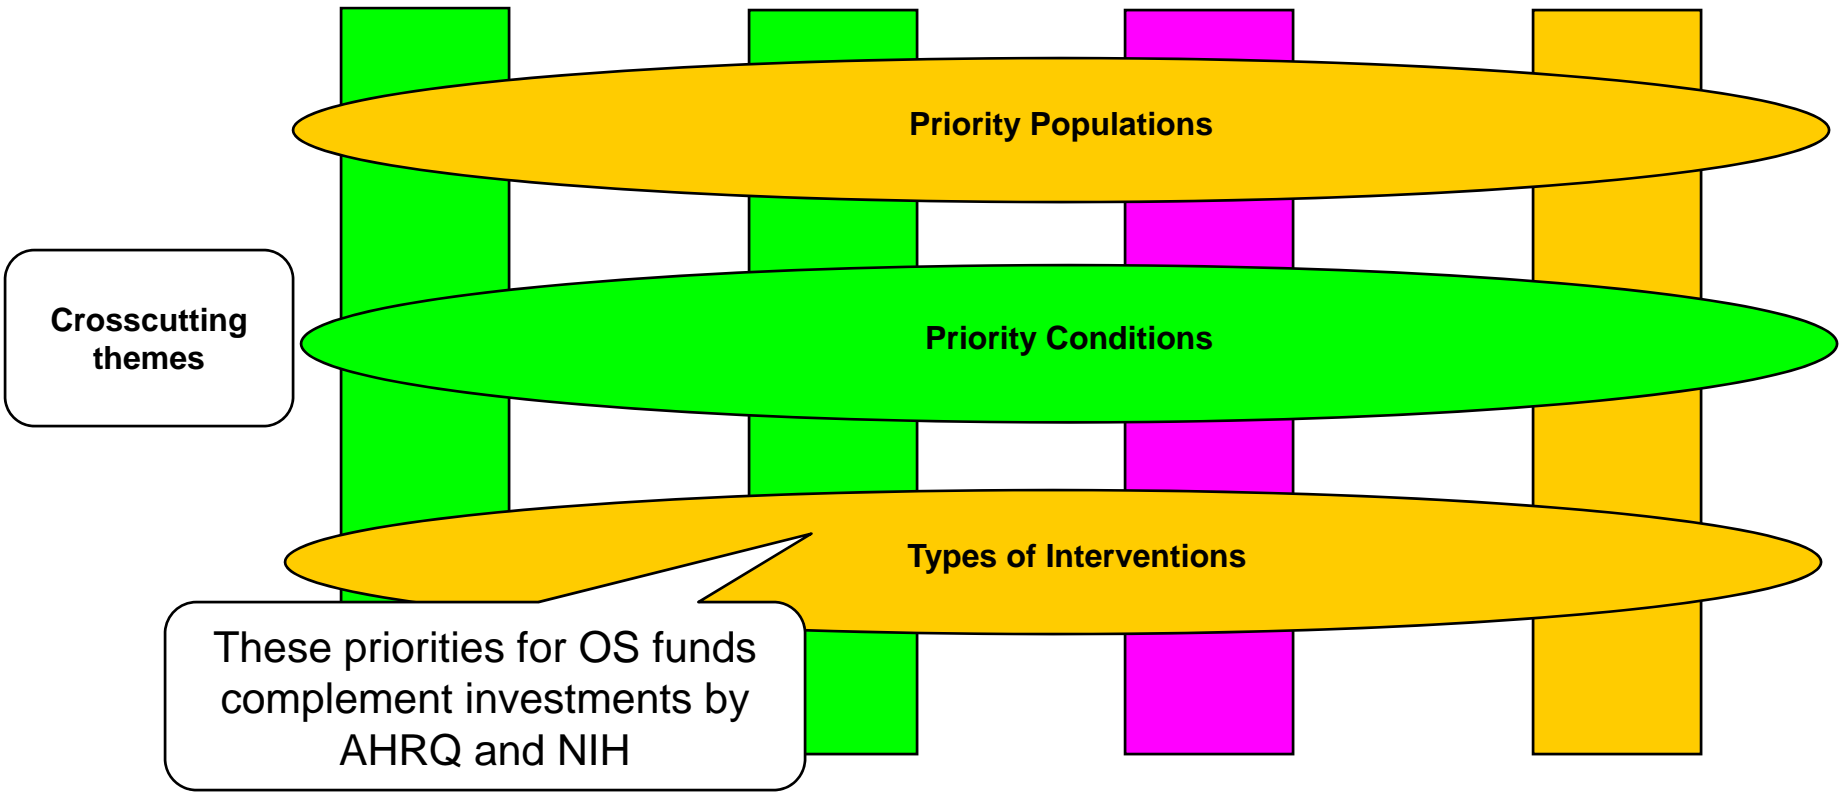 Priority Populations
Crosscutting
themes
Priority Conditions
Types of Interventions
These priorities for OS funds
complement investments by
AHRQ and NIH